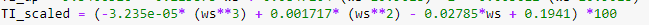 TI_scaled = (-3.235e-05* (ws**3) + 0.001717* (ws**2) - 0.02785*ws + 0.1941) *100